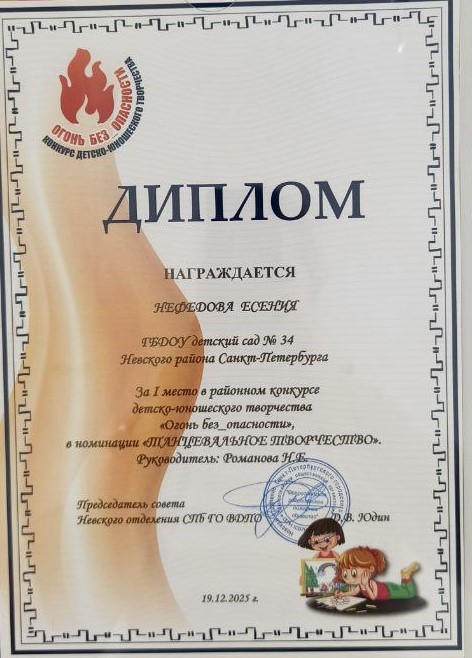 ОГОНЬ БЕЗ_ОПАСНОСТИ
КОНКУРС ДЕТСКО-ЮНОШЕСКОГО ТВОРЧЕСТВА
ДИПЛОМ
НАГРАЖДАЕТСЯ
НЕФЕДОВА ЕСЕНИЯ
ГБДОУ детский сад № 34
Невского района Санкт-Петербурга
За I место в районном конкурсе
детско-юношеского творчества
«Огонь без_опасности»,
в номинации «ТАНЦЕВАЛЬНОЕ ТВОРЧЕСТВО».
Руководитель: Романова Н.Е.
Председатель совета
Невского отделения СПб ГО ВДПО Д.В. Юдин
19.12.2025 г.